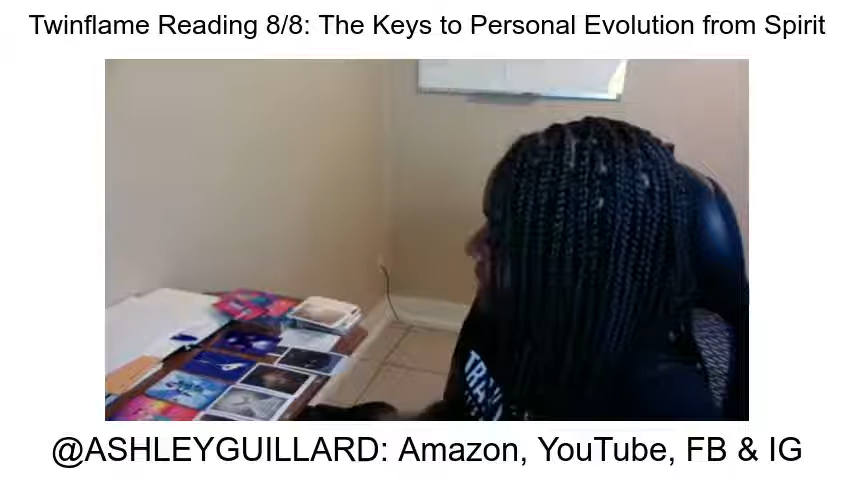 Twinflame Reading 8/8: The Keys to Personal Evolution from Spirit
@ASHLEYGUILLARD: Amazon, YouTube, FB & IG